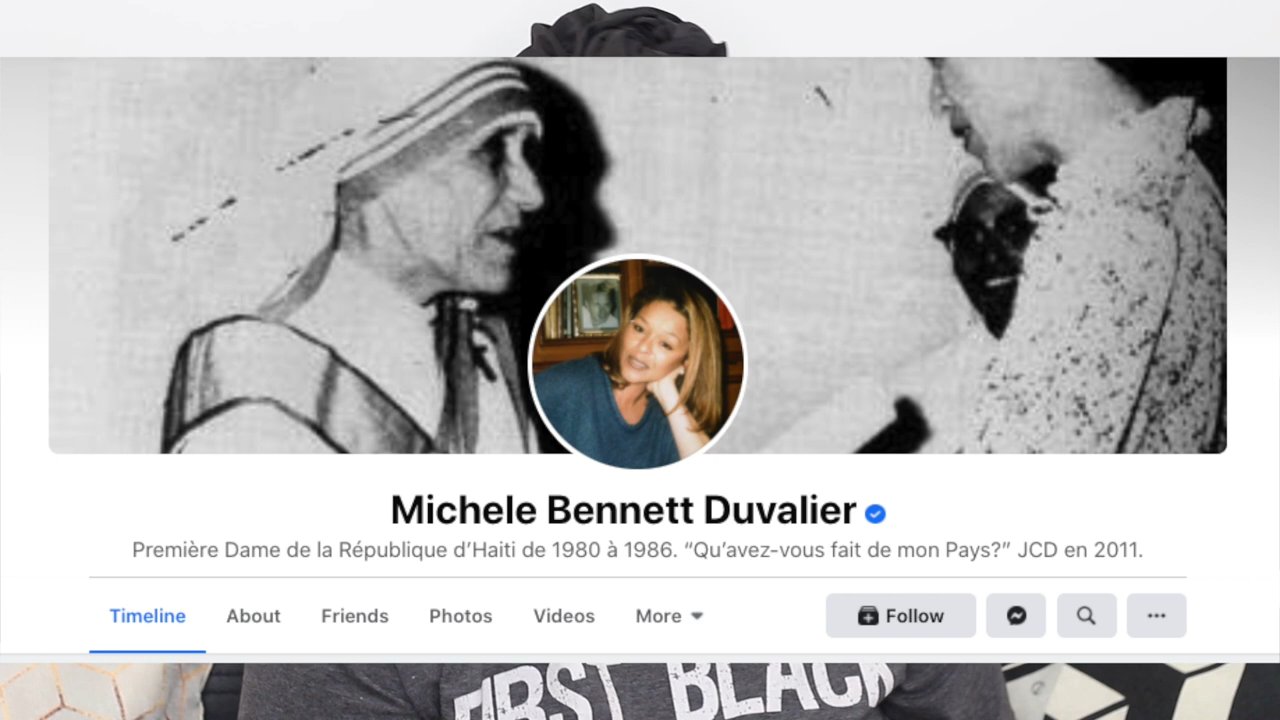 Michele Bennett Duvalier
Première Dame de la République d’Haiti de 1980 à 1986. “Qu’avez-vous fait de mon Pays?” JCD en 2011.
Timeline About Friends Photos Videos More Follow
FIRST BLACK